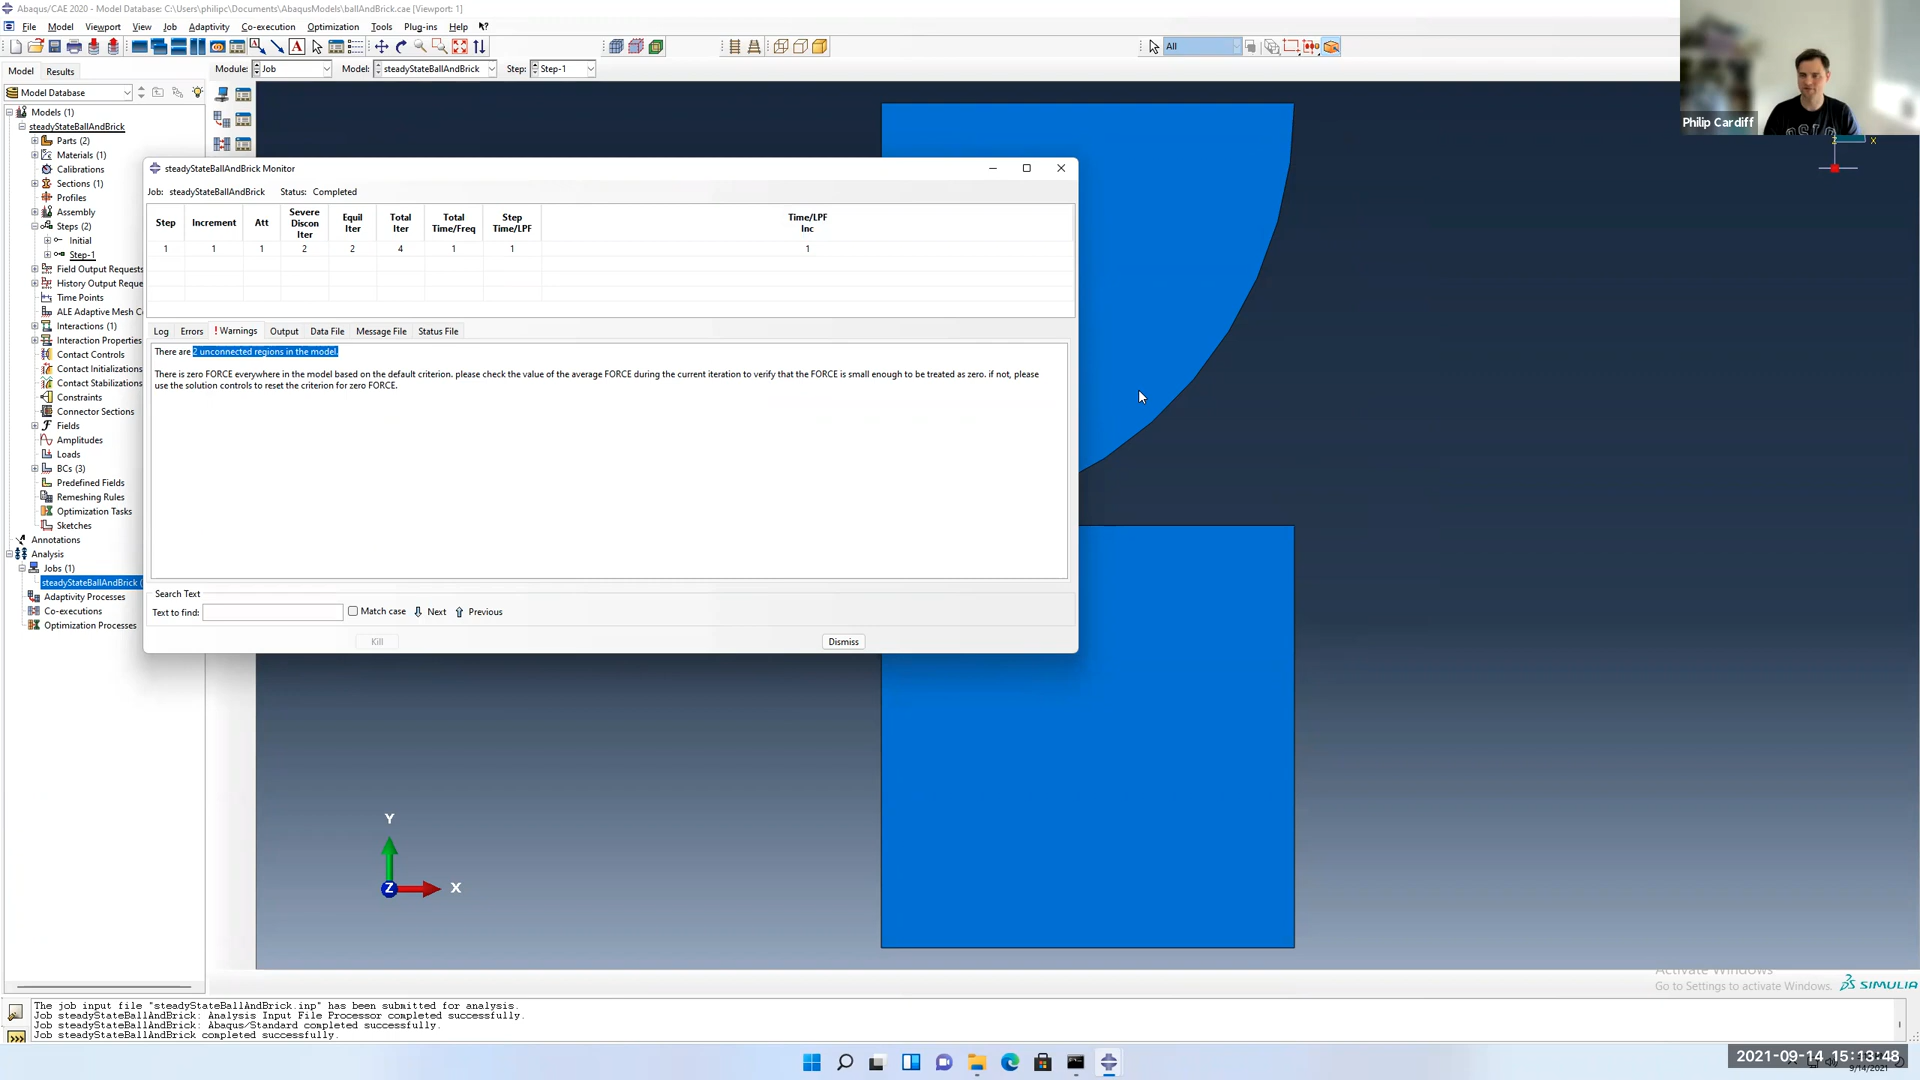 Abaqus/CAE 2020 - Model Database: C:\Users\philipc\Documents\AbaqusModels\ballAndBrick.cae [Viewport: 1]
File Model Viewport View Job Adaptivity Co-execution Optimization Tools Plug-ins Help
All
Model Results
Module: Job Model: steadyStateBallAndBrick Step: Step-1
Model Database
Models (1)
steadyStateBallAndBrick
Parts (2)
Materials (1)
Calibrations
Sections (1)
Profiles
Assembly
Steps (2)
Initial
Step-1
Field Output Requests
History Output Reque
Time Points
ALE Adaptive Mesh C
Interactions (1)
Interaction Properties
Contact Controls
Contact Initializations
Contact Stabilizations
Constraints
Connector Sections
Fields
Amplitudes
Loads
BCs (3)
Predefined Fields
Remeshing Rules
Optimization Tasks
Sketches
Annotations
Analysis
Jobs (1)
steadyStateBallAndBrick (
Adaptivity Processes
Co-executions
Optimization Processes
steadyStateBallAndBrick Monitor
Job: steadyStateBallAndBrick Status: Completed
Step Increment Att Severe Discon Iter Equil Iter Total Iter Total Time/Freq Step Time/LPF Time/LPF Inc
1 1 1 2 2 4 1 1 1
Log Errors ! Warnings Output Data File Message File Status File
There are 2 unconnected regions in the model.
There is zero FORCE everywhere in the model based on the default criterion. please check the value of the average FORCE during the current iteration to verify that the FORCE is small enough to be treated as zero. if not, please
use the solution controls to reset the criterion for zero FORCE.
Search Text
Text to find: Match case Next Previous
Kill Dismiss
Philip Cardiff
X
Y
Z
X
Activate Windows
Go to Settings to activate Windows.
SIMULIA
The job input file "steadyStateBallAndBrick.inp" has been submitted for analysis.
Job steadyStateBallAndBrick: Analysis Input File Processor completed successfully.
Job steadyStateBallAndBrick: Abaqus/Standard completed successfully.
Job steadyStateBallAndBrick completed successfully.
2021-09-14 15:13:48
9/14/2021